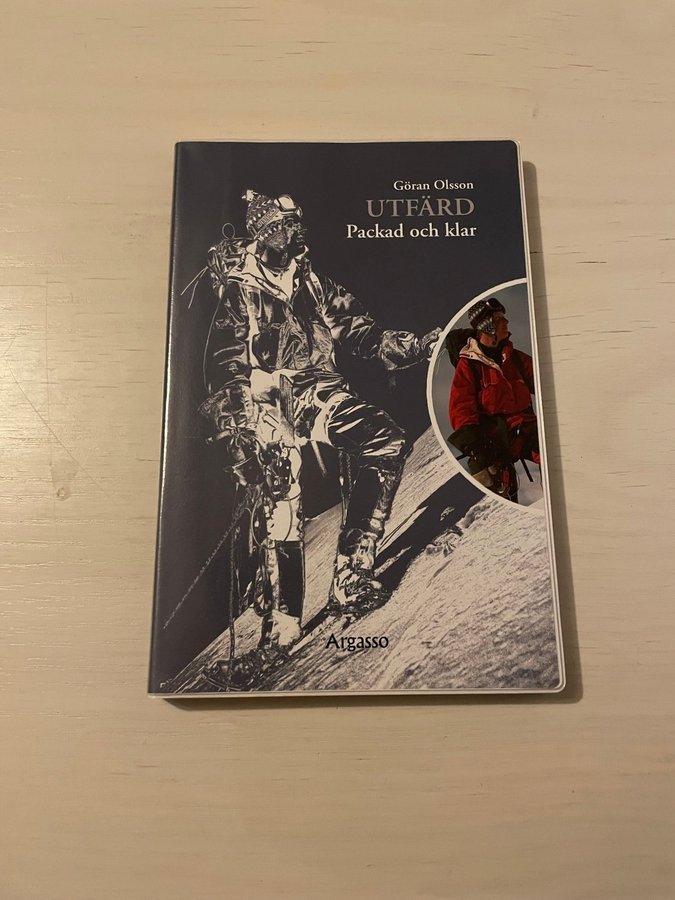 Göran Olsson
UTFÄRD
Packad och klar
Argasso